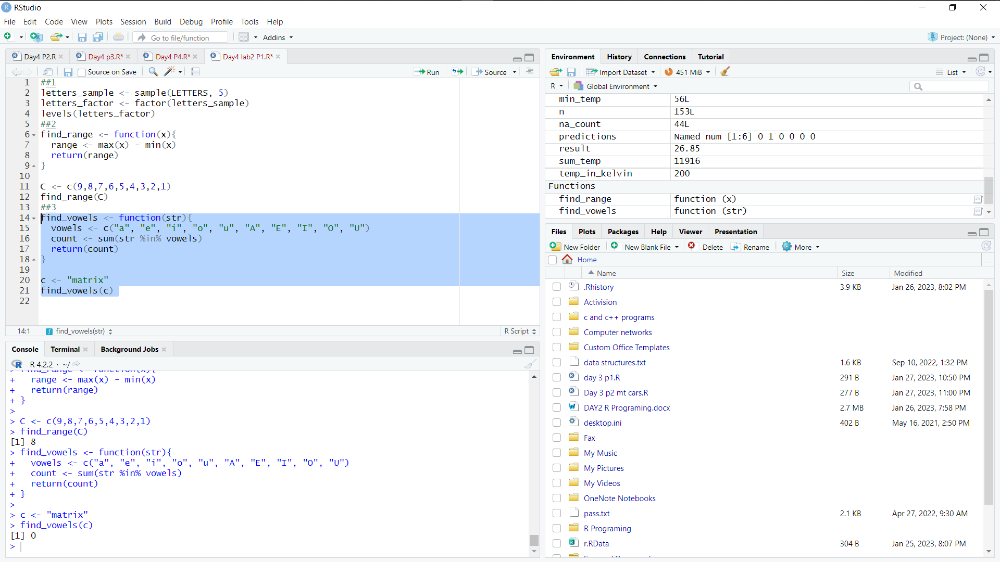 RStudio
File Edit Code View Plots Session Build Debug Profile Tools Help
Go to file/function Addins Project: (None)
Day4 P2.R Day4 p3.R* Day4 P4.R* Day4 lab2 P1.R*
Source on Save Run Source
1 ##1
2 letters_sample <- sample(LETTERS, 5)
3 letters_factor <- factor(letters_sample)
4 levels(letters_factor)
5 ##2
6 find_range <- function(x){
7 range <- max(x) - min(x)
8 return(range)
9 }
10
11 C <- c(9,8,7,6,5,4,3,2,1)
12 find_range(C)
13 ##3
14 find_vowels <- function(str){
15 vowels <- c("a", "e", "i", "o", "u", "A", "E", "I", "O", "U")
16 count <- sum(str %in% vowels)
17 return(count)
18 }
19
20 c <- "matrix"
21 find_vowels(c)
22
14:1 find_vowels(str) R Script
Console Terminal Background Jobs
R 4.2.2 · ~/
> find_range <- function(x){
+ range <- max(x) - min(x)
+ return(range)
+ }
>
> C <- c(9,8,7,6,5,4,3,2,1)
> find_range(C)
[1] 8
> find_vowels <- function(str){
+ vowels <- c("a", "e", "i", "o", "u", "A", "E", "I", "O", "U")
+ count <- sum(str %in% vowels)
+ return(count)
+ }
>
> c <- "matrix"
> find_vowels(c)
[1] 0
>
Environment History Connections Tutorial
Import Dataset 451 MiB List
R Global Environment
min_temp 56L
n 153L
na_count 44L
predictions Named num [1:6] 0 1 0 0 0 0
result 26.85
sum_temp 11916
temp_in_kelvin 200
Functions
find_range function (x)
find_vowels function (str)
Files Plots Packages Help Viewer Presentation
New Folder New Blank File Delete Rename More
Home ...
Name Size Modified
.Rhistory 3.9 KB Jan 26, 2023, 8:02 PM
Activision
c and c++ programs
Computer networks
Custom Office Templates
data structures.txt 1.6 KB Sep 10, 2022, 1:32 PM
day 3 p1.R 291 B Jan 27, 2023, 10:50 PM
Day 3 p2 mt cars.R 277 B Jan 27, 2023, 11:00 PM
DAY2 R Programing.docx 2.7 MB Jan 26, 2023, 7:58 PM
desktop.ini 402 B May 16, 2021, 2:50 PM
Fax
My Music
My Pictures
My Videos
OneNote Notebooks
pass.txt 2.1 KB Apr 27, 2022, 9:30 AM
R Programing
r.RData 304 B Jan 25, 2023, 8:07 PM